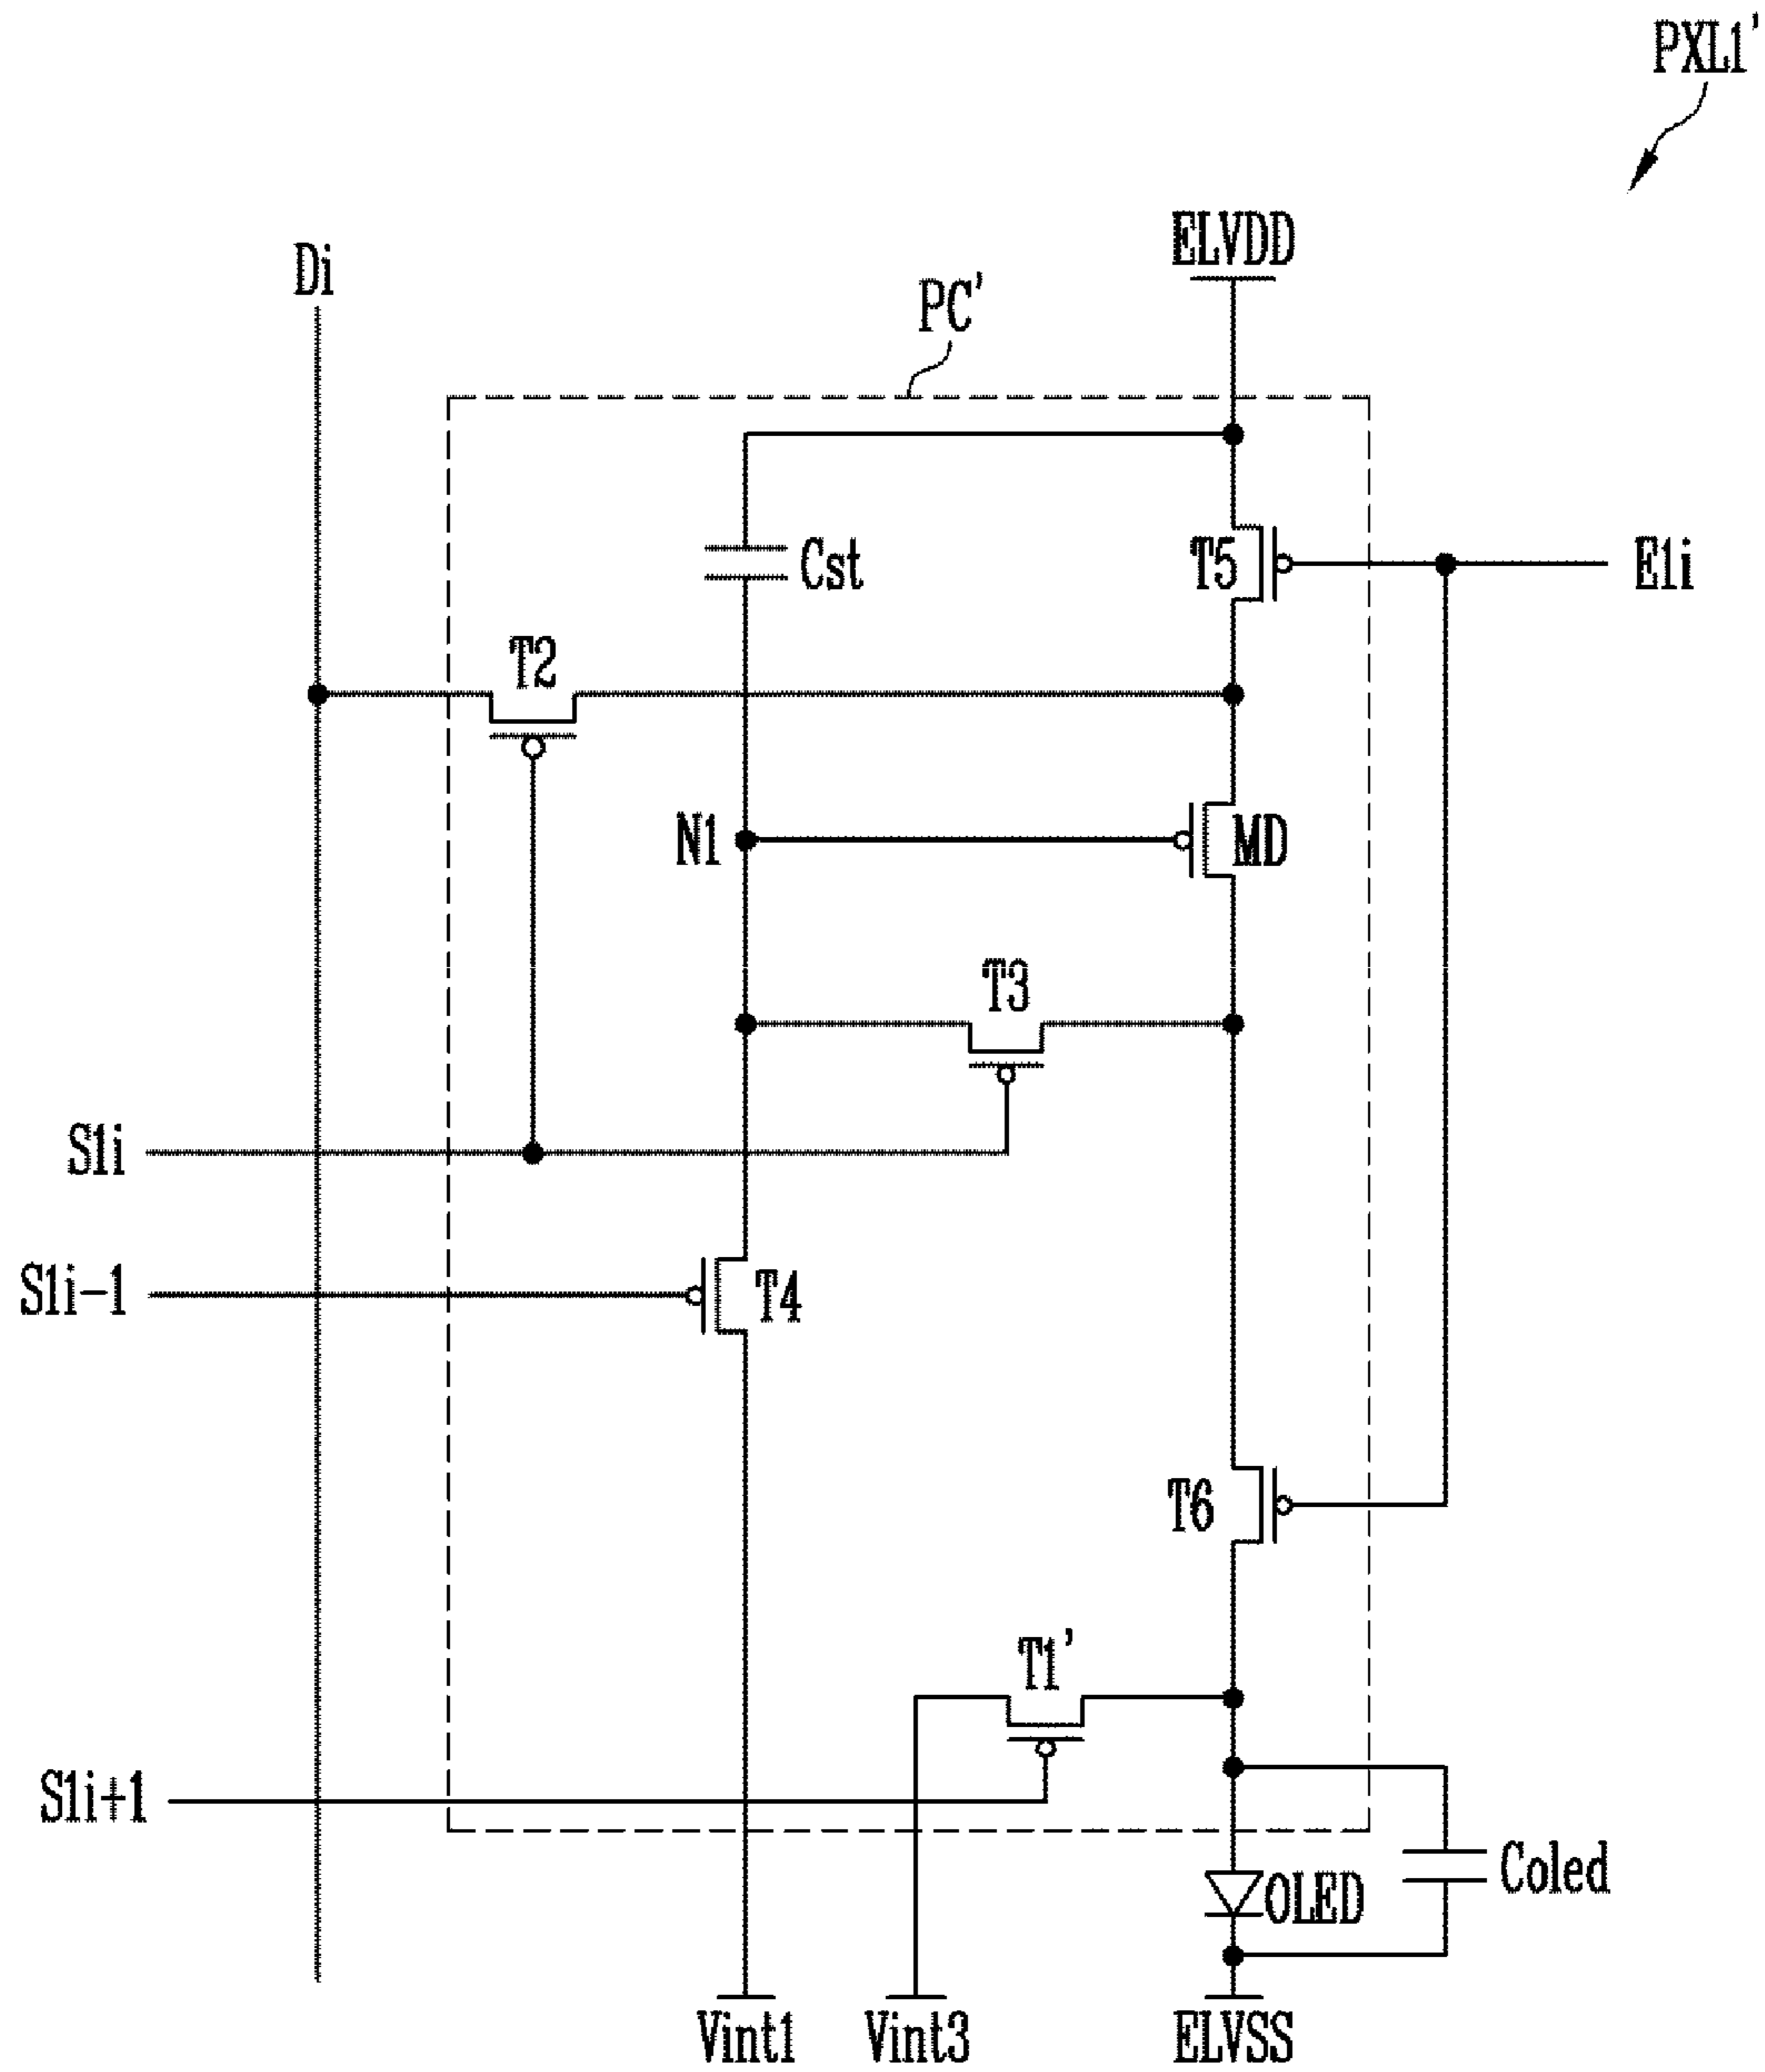 PXL1'
ELVDD
Di
PC'
Cst
T5
E1i
T2
N1
MD
T3
S1i
S1i-1
T4
T6
T1'
S1i+1
OLED
Coled
Vint1
Vint3
ELVSS